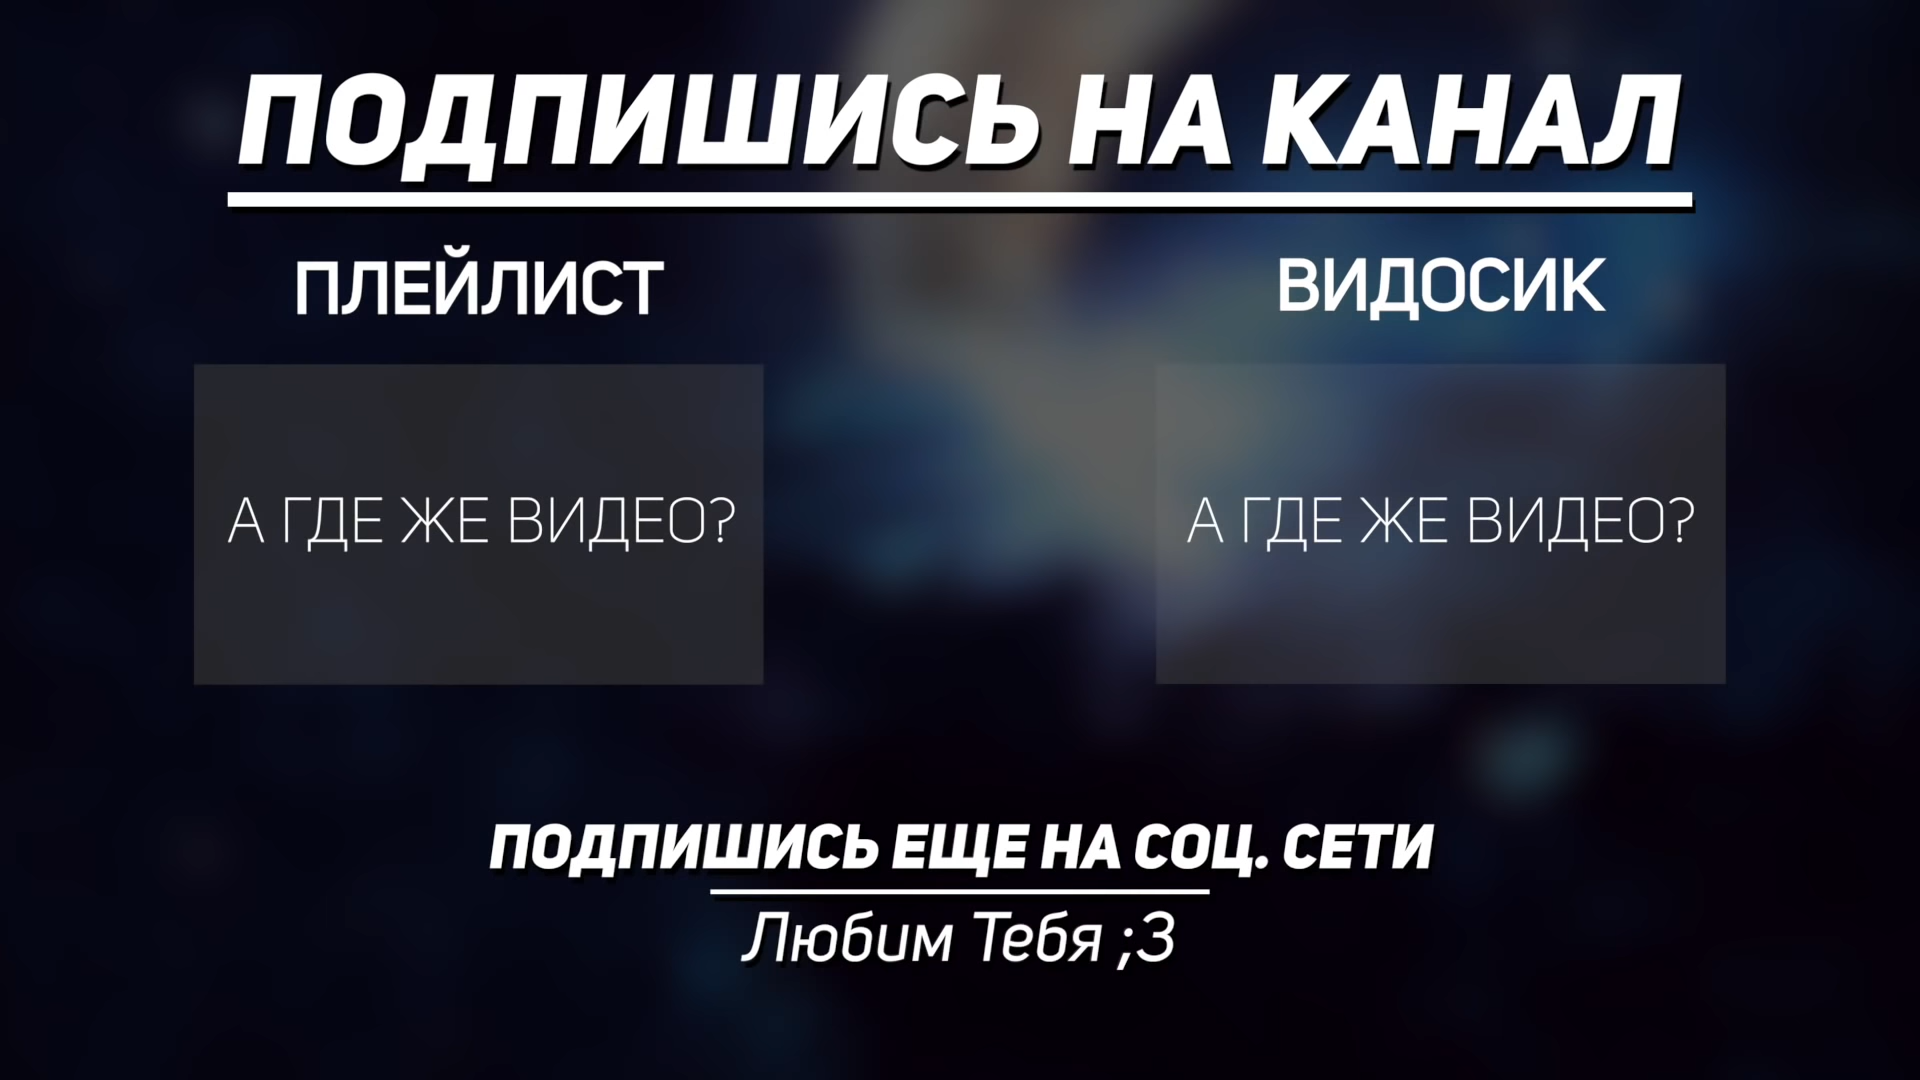 ПОДПИШИСЬ НА КАНАЛ
ПЛЕЙЛИСТ
ВИДОСИК
А ГДЕ ЖЕ ВИДЕО?
А ГДЕ ЖЕ ВИДЕО?
ПОДПИШИСЬ ЕЩЕ НА СОЦ. СЕТИ
Любим Тебя ;3